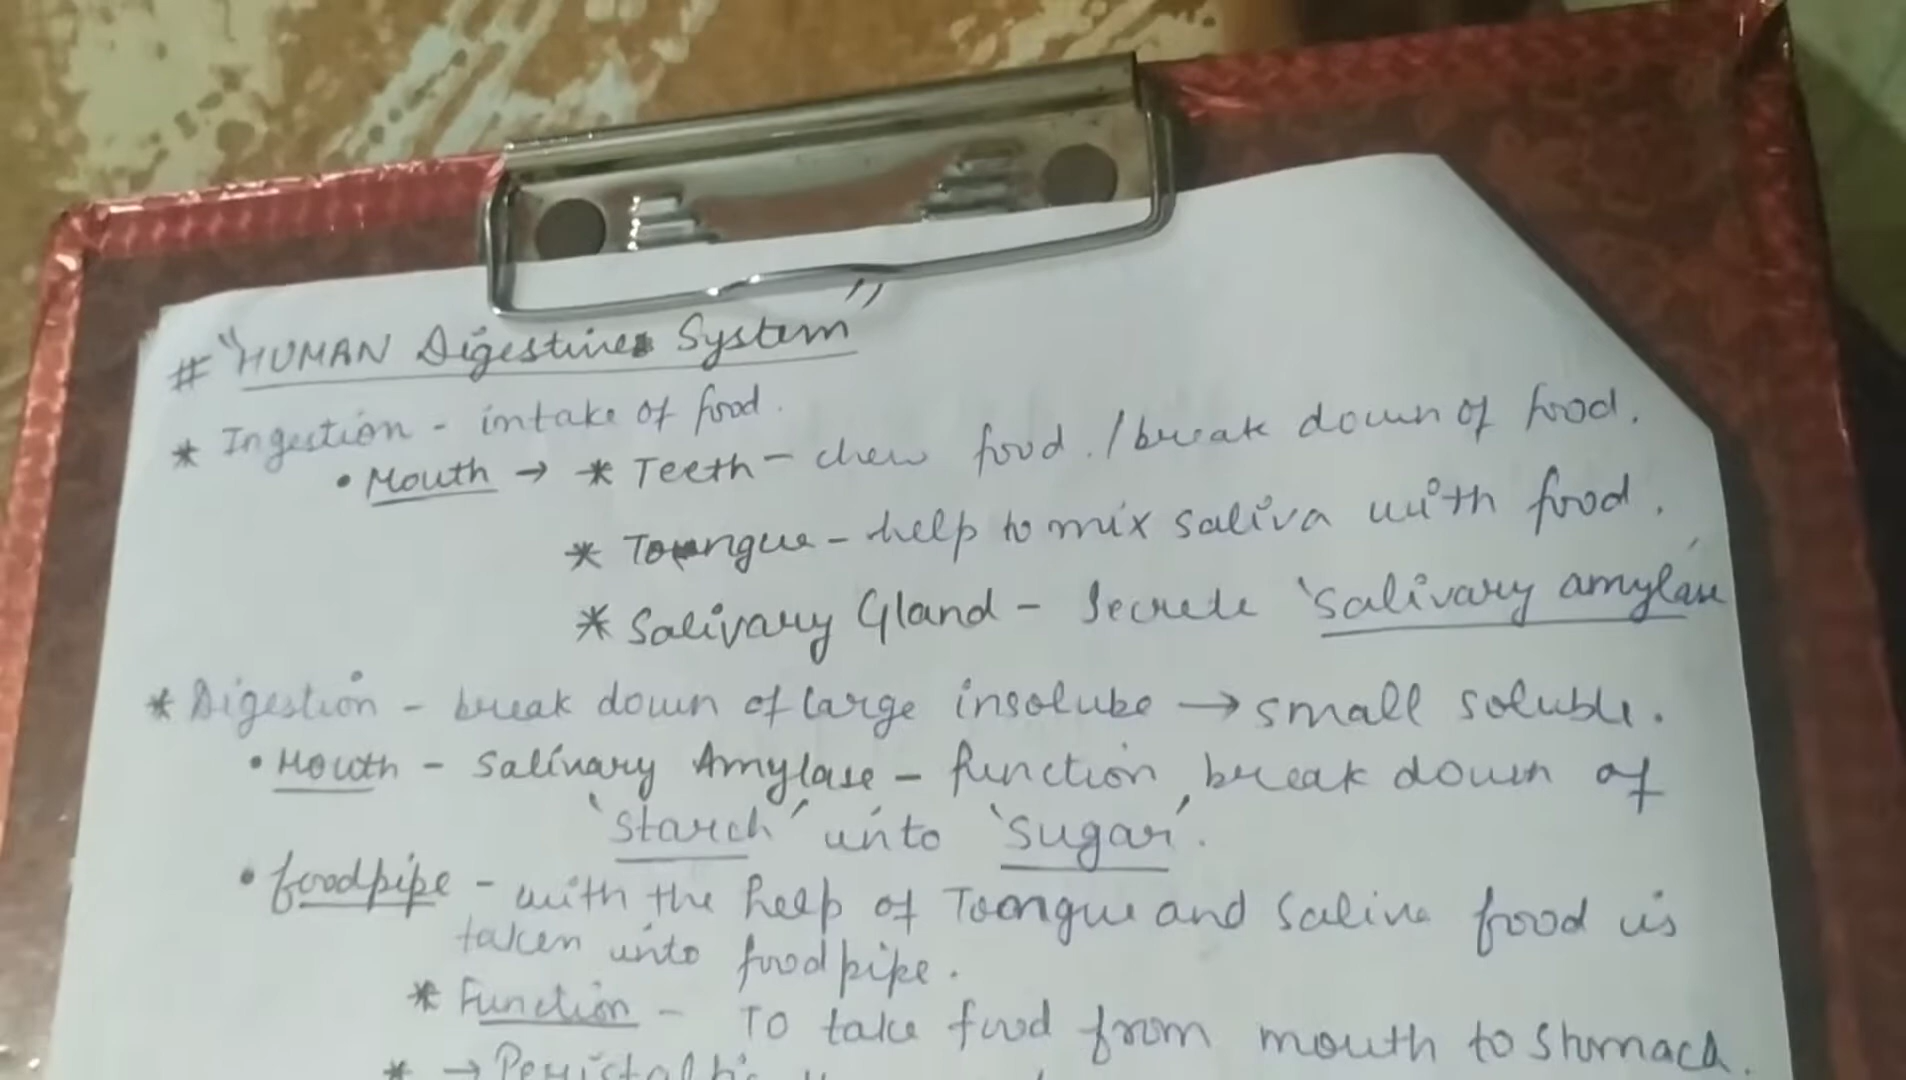 # "HUMAN Digestive System"
* Ingestion - intake of food.
• Mouth → * Teeth - chew food. / break down of food.
* Toungue - help to mix saliva with food.
* Salivary Gland - Secrete 'salivary amylase'
* Digestion - break down of large insolube → small soluble.
• Mouth - Salivary Amylase - function, break down of
'starch' into 'sugar'.
• foodpipe - with the help of Toongue and Saliva food is
taken into foodpipe.
* Function - To take food from mouth to Stomach.
* → Peristaltic